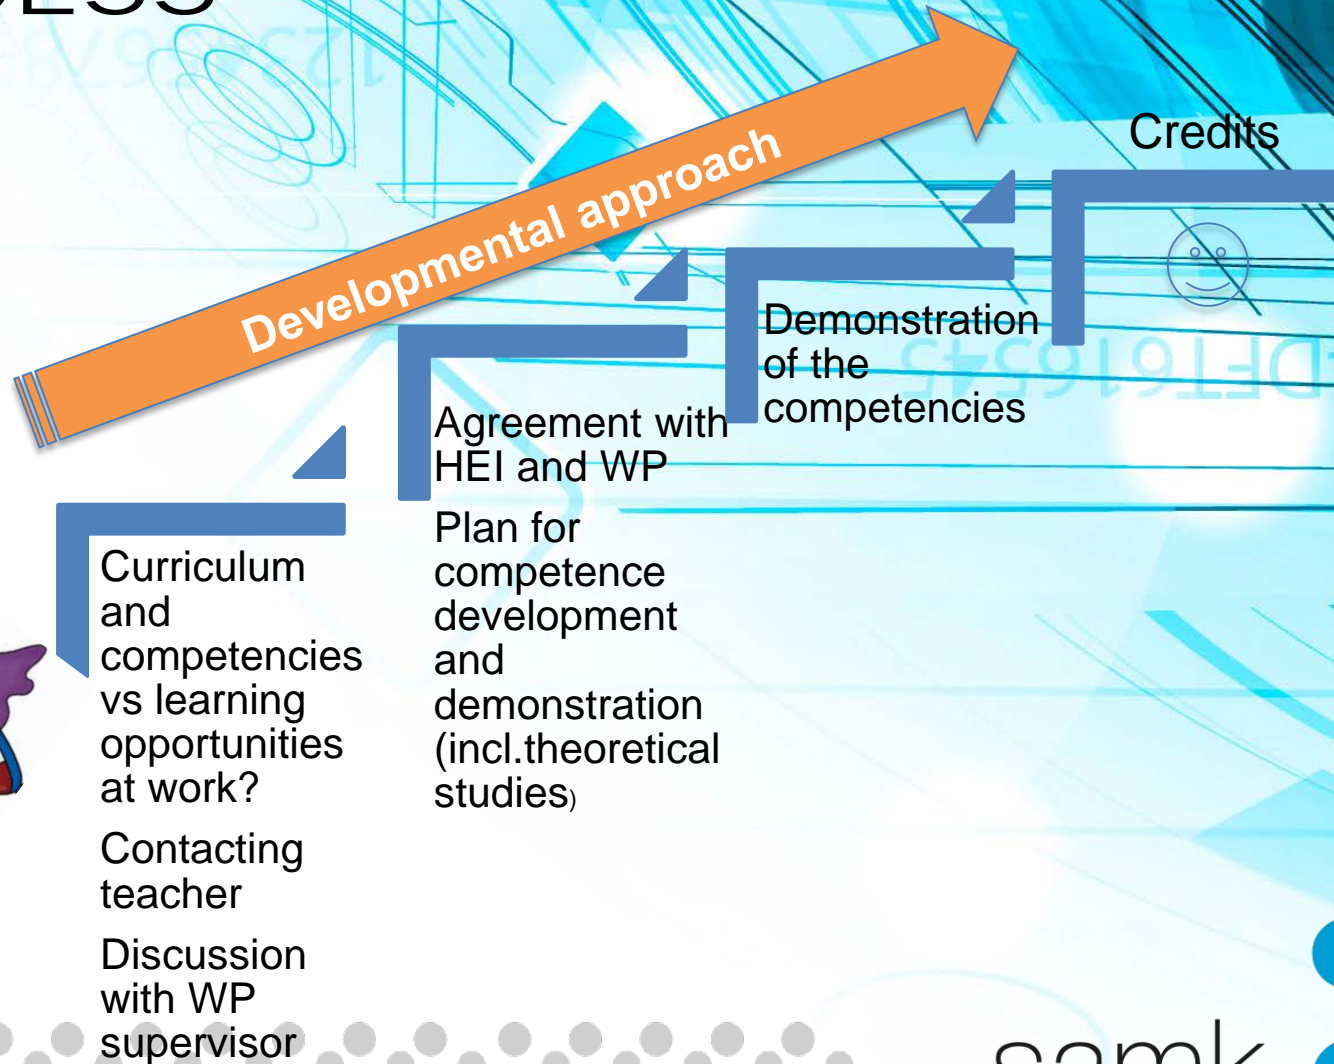 Developmental approach
Credits
Demonstration
of the
competencies
Agreement with
HEI and WP
Plan for
competence
development
and
demonstration
(incl.theoretical
studies)
Curriculum
and
competencies
vs learning
opportunities
at work?
Contacting
teacher
Discussion
with WP
supervisor
samk